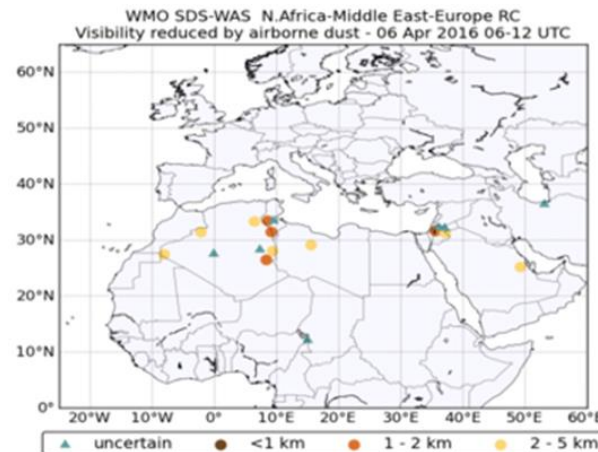 WMO SDS-WAS N.Africa-Middle East-Europe RC
Visibility reduced by airborne dust - 06 Apr 2016 06-12 UTC
60°N
50°N
40°N
30°N
20°N
10°N
0°
20°W 10°W 0° 10°E 20°E 30°E 40°E 50°E 60°E
uncertain <1 km 1 - 2 km 2 - 5 km